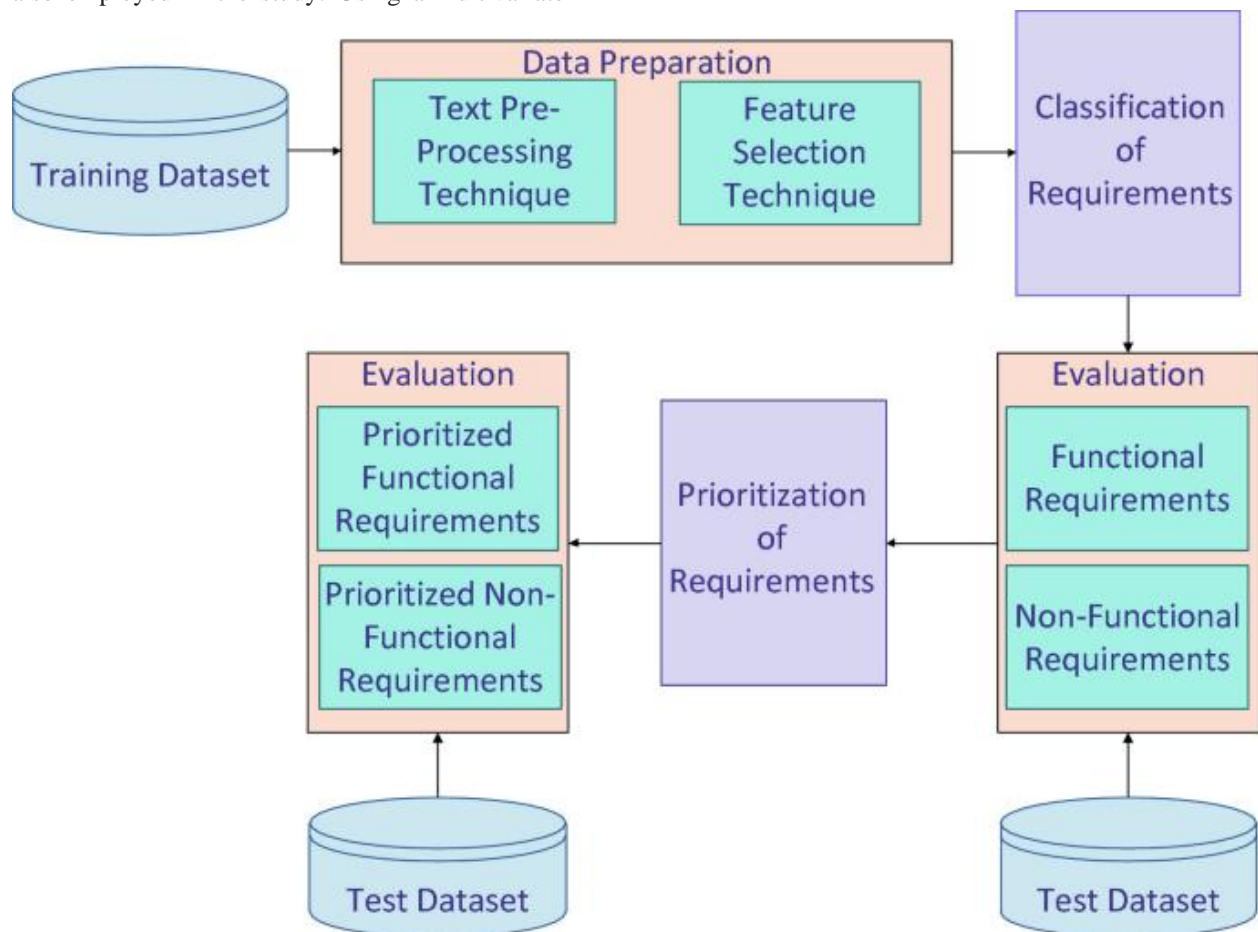 Data Preparation
Training Dataset
Text Pre-
Processing
Technique
Feature
Selection
Technique
Classification
of
Requirements
Evaluation
Functional
Requirements
Non-Functional
Requirements
Test Dataset
Prioritization
of
Requirements
Evaluation
Prioritized
Functional
Requirements
Prioritized Non-
Functional
Requirements
Test Dataset